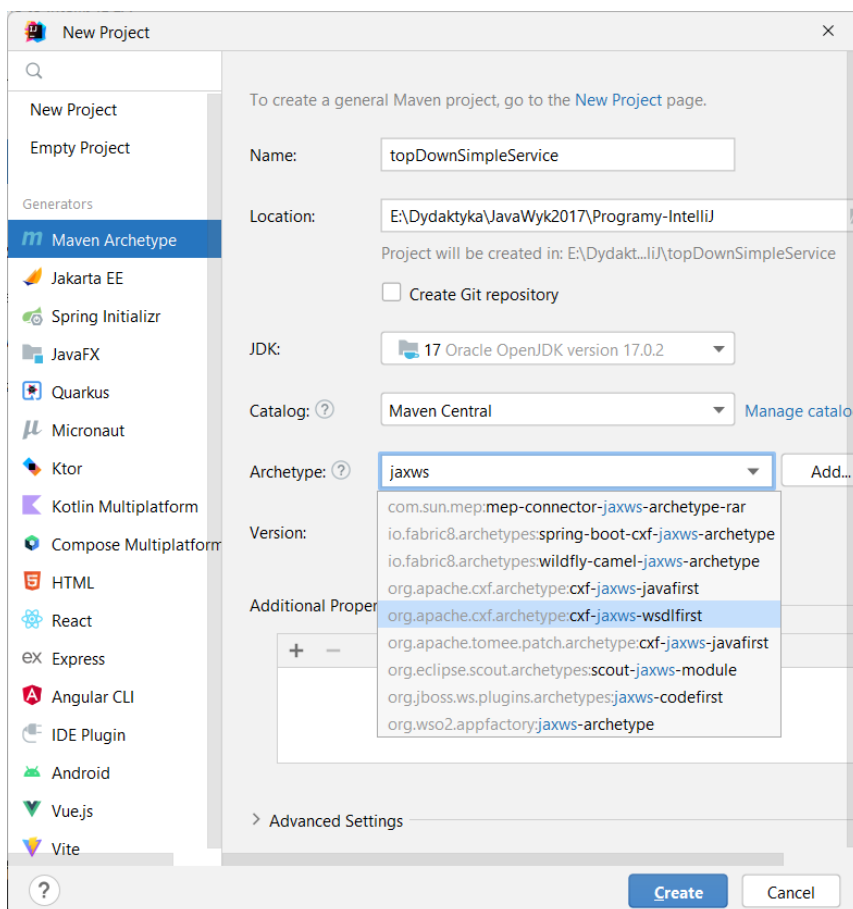 New Project
To create a general Maven project, go to the New Project page.
New Project
Empty Project
Generators
Maven Archetype
Jakarta EE
Spring Initializr
JavaFX
Quarkus
Micronaut
Ktor
Kotlin Multiplatform
Compose Multiplatform
HTML
React
ex Express
Angular CLI
IDE Plugin
Android
Vue.js
Vite
Name: topDownSimpleService
Location: E:\Dydaktyka\JavaWyk2017\Programy-IntelliJ
Project will be created in: E:\Dydakt...liJ\topDownSimpleService
Create Git repository
JDK: 17 Oracle OpenJDK version 17.0.2
Catalog: ? Maven Central Manage catalo
Archetype: ? jaxws Add...
com.sun.mep:mep-connector-jaxws-archetype-rar
io.fabric8.archetypes:spring-boot-cxf-jaxws-archetype
Version:
io.fabric8.archetypes:wildfly-camel-jaxws-archetype
org.apache.cxf.archetype:cxf-jaxws-javafirst
Additional Proper
org.apache.cxf.archetype:cxf-jaxws-wsdlfirst
org.apache.tomee.patch.archetype:cxf-jaxws-javafirst
org.eclipse.scout.archetypes:scout-jaxws-module
org.jboss.ws.plugins.archetypes:jaxws-codefirst
org.wso2.appfactory:jaxws-archetype
Advanced Settings
? Create Cancel